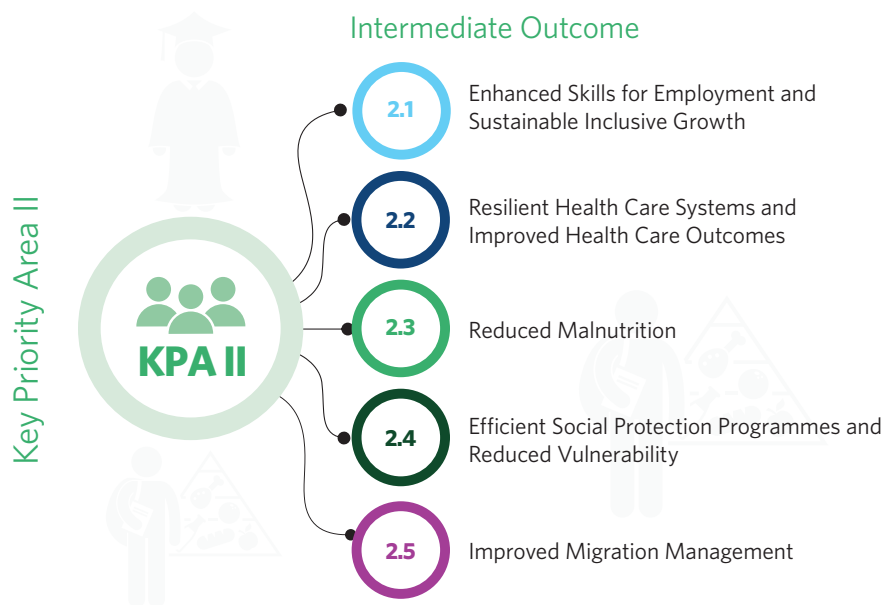 Intermediate Outcome
Key Priority Area II
KPA II
2.1
Enhanced Skills for Employment and
Sustainable Inclusive Growth
2.2
Resilient Health Care Systems and
Improved Health Care Outcomes
2.3
Reduced Malnutrition
2.4
Efficient Social Protection Programmes and
Reduced Vulnerability
2.5
Improved Migration Management